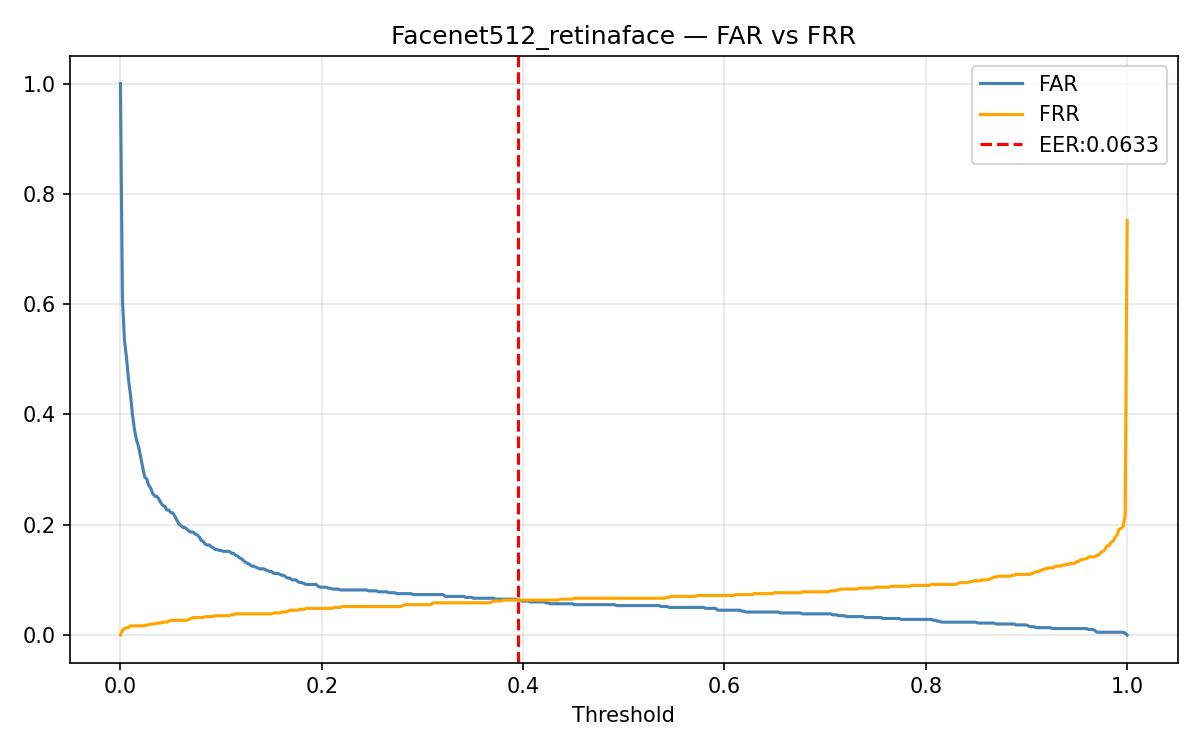 Facenet512_retinaface — FAR vs FRR
FAR
FRR
EER:0.0633
1.0
0.8
0.6
0.4
0.2
0.0
0.0 0.2 0.4 0.6 0.8 1.0
Threshold